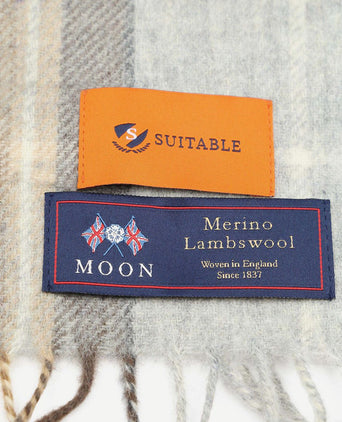 S
SUITABLE
MOON
Merino
Lambswool
Woven in England
Since 1837